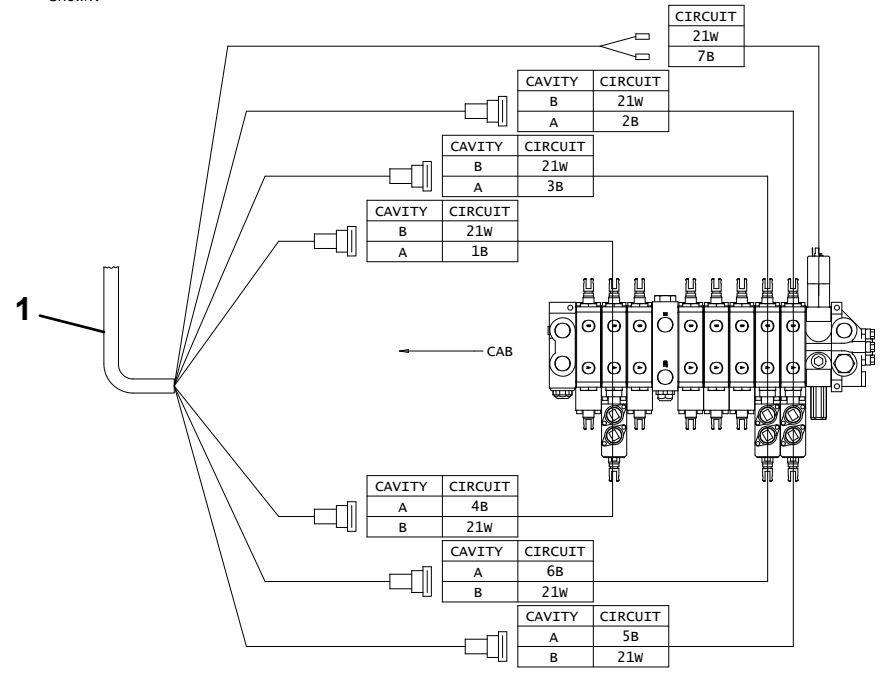 CIRCUIT
21W
7B
CAVITY CIRCUIT
B 21W
A 2B
CAVITY CIRCUIT
B 21W
A 3B
CAVITY CIRCUIT
B 21W
A 1B
1
CAB
CAVITY CIRCUIT
A 4B
B 21W
CAVITY CIRCUIT
A 6B
B 21W
CAVITY CIRCUIT
A 5B
B 21W